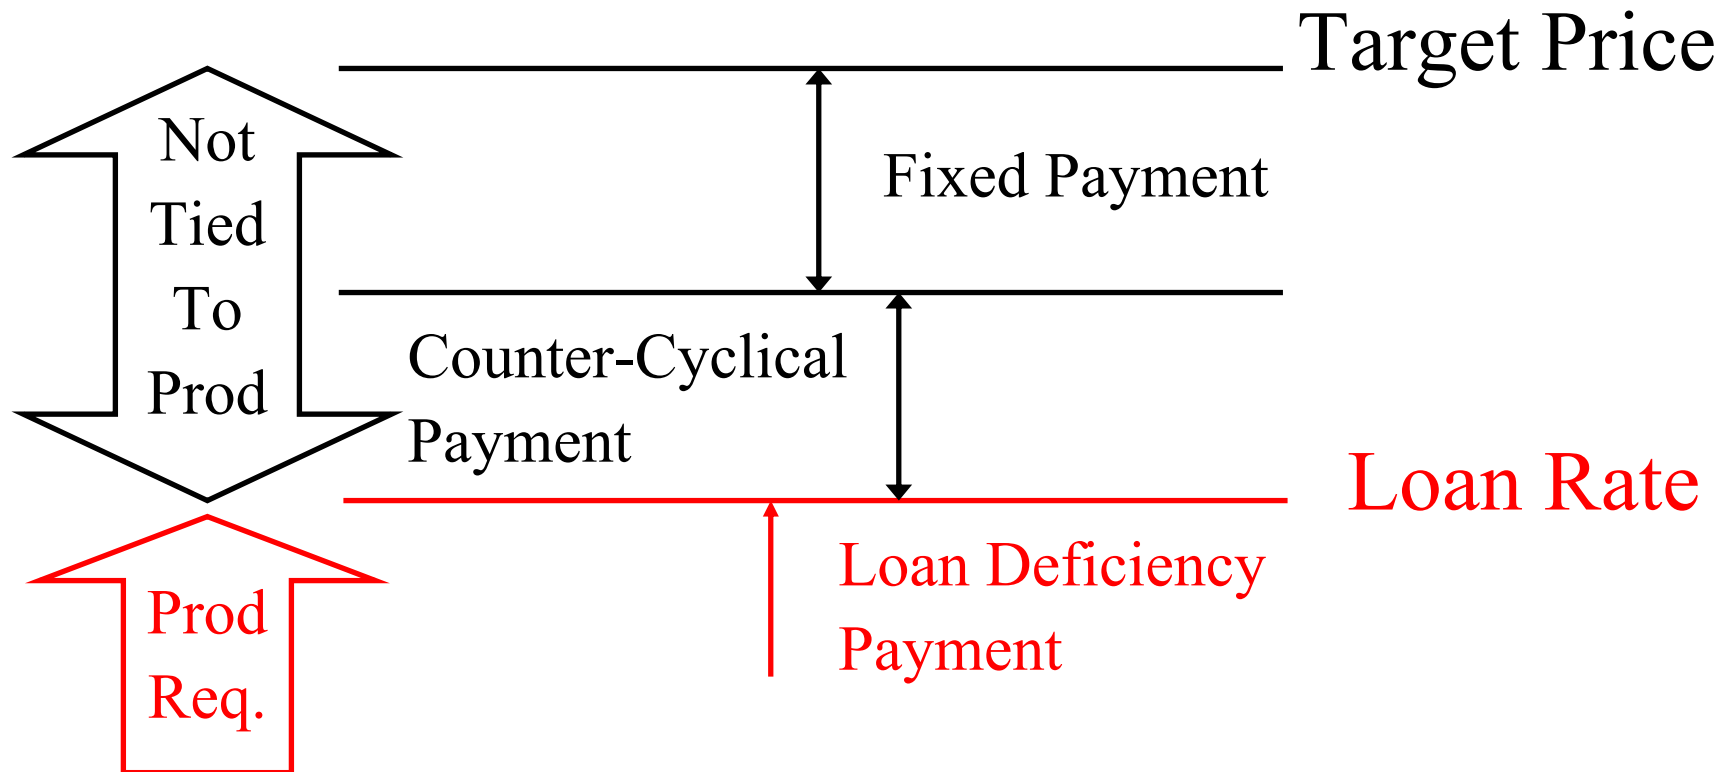 Target Price
Not
Tied
To
Prod
Fixed Payment
Counter-Cyclical
Payment
Loan Rate
Prod
Req.
Loan Deficiency
Payment